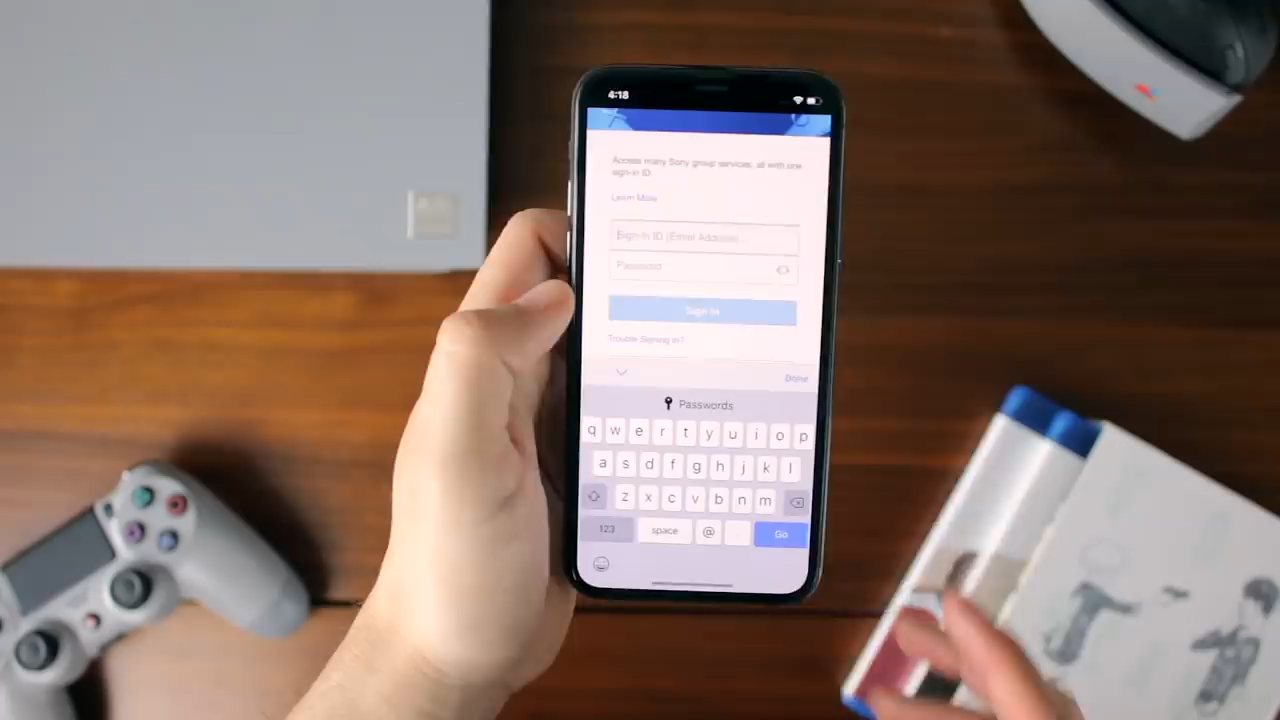 4:18
Access many Sony group services, all with one
sign-in ID.
Learn More
Sign-in ID (Email Address)
Password
Sign In
Trouble Signing In?
Done
Passwords
q w e r t y u i o p
a s d f g h j k l
z x c v b n m
123 space @ . Go